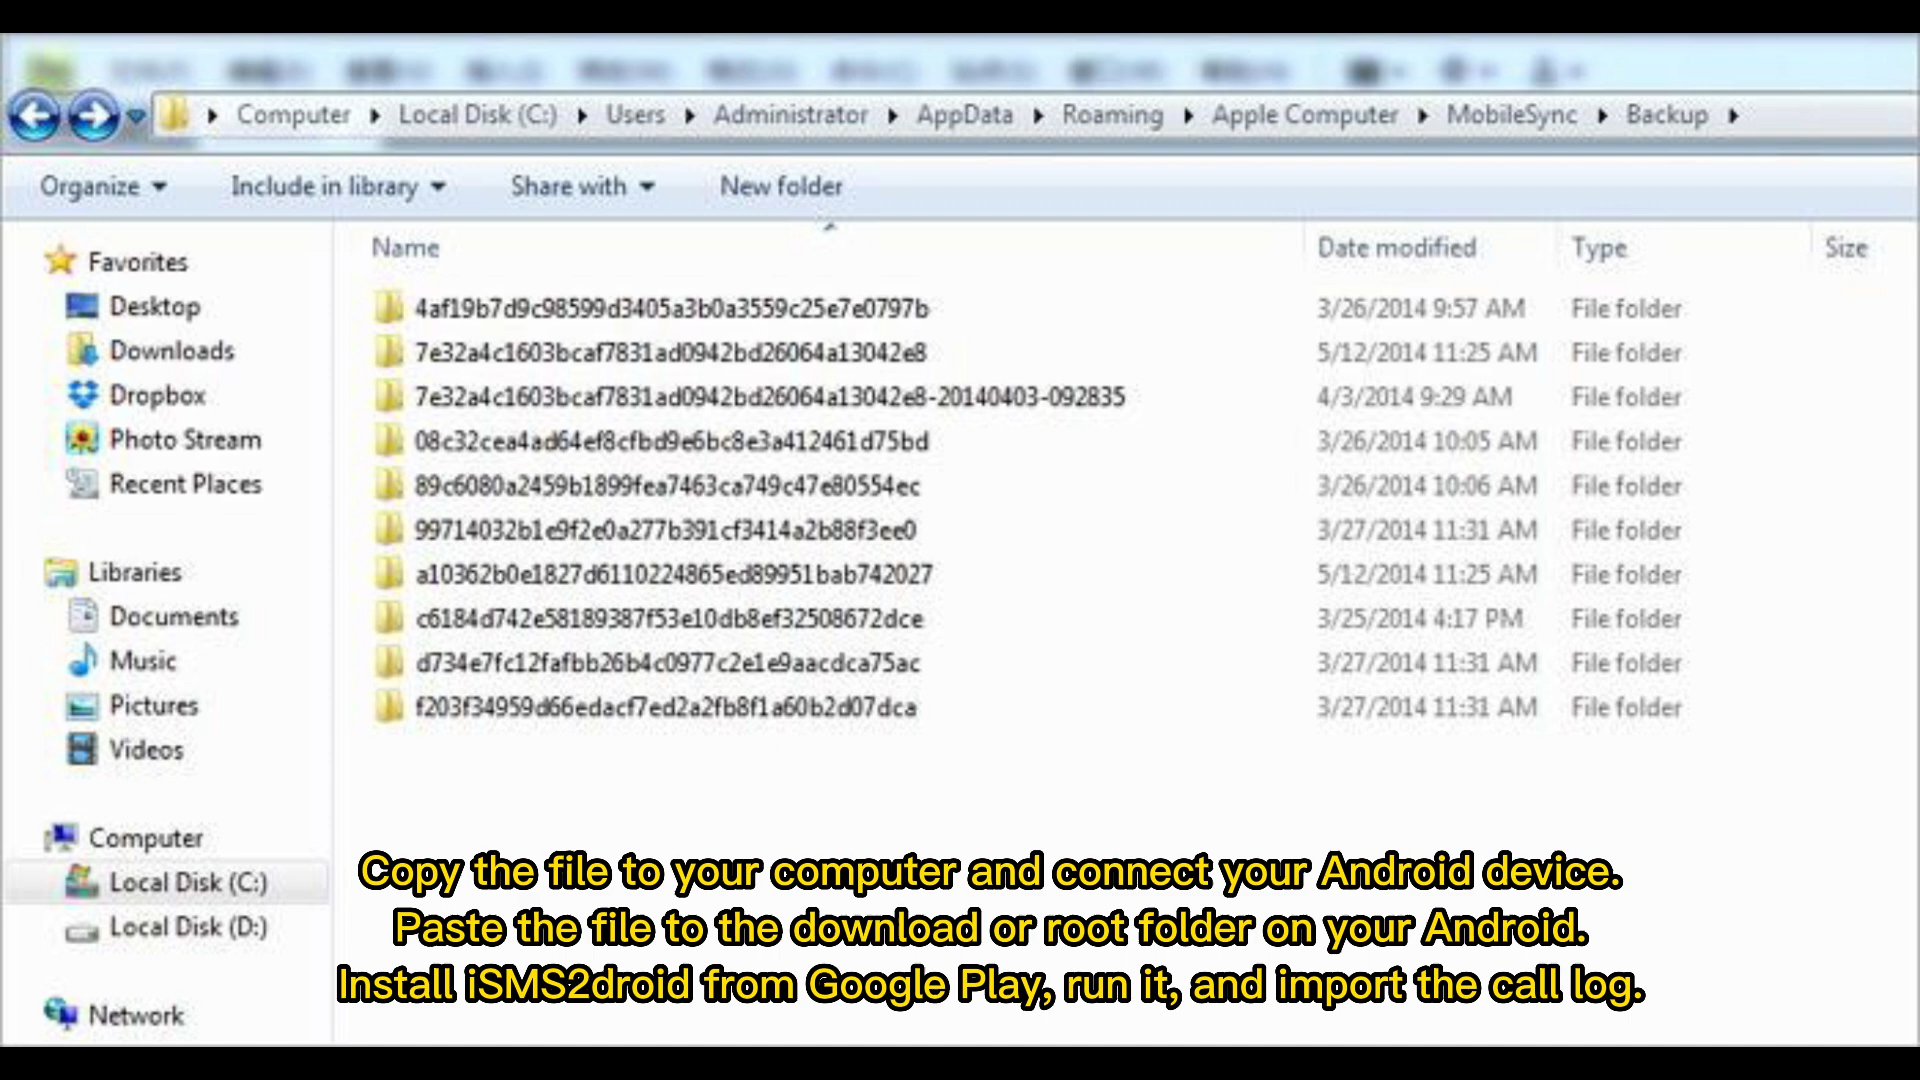 Computer Local Disk (C:) Users Administrator AppData Roaming Apple Computer MobileSync Backup
Organize Include in library Share with New folder
Name Date modified Type Size
Favorites
Desktop
Downloads
Dropbox
Photo Stream
Recent Places
Libraries
Documents
Music
Pictures
Videos
Computer
Local Disk (C:)
Local Disk (D:)
Network
4af19b7d9c98599d3405a3b0a3559c25e7e0797b 3/26/2014 9:57 AM File folder
7e32a4c1603bcaf7831ad0942bd26064a13042e8 5/12/2014 11:25 AM File folder
7e32a4c1603bcaf7831ad0942bd26064a13042e8-20140403-092835 4/3/2014 9:29 AM File folder
08c32cea4ad64ef8cfbd9e6bc8e3a412461d75bd 3/26/2014 10:05 AM File folder
89c6080a2459b1899fea7463ca749c47e80554ec 3/26/2014 10:06 AM File folder
99714032b1e9f2e0a277b391cf3414a2b88f3ee0 3/27/2014 11:31 AM File folder
a10362b0e1827d6110224865ed89951bab742027 5/12/2014 11:25 AM File folder
c6184d742e58189387f53e10db8ef32508672dce 3/25/2014 4:17 PM File folder
d734e7fc12fafbb26b4c0977c2e1e9aacdca75ac 3/27/2014 11:31 AM File folder
f203f34959d66edacf7ed2a2fb8f1a60b2d07dca 3/27/2014 11:31 AM File folder
Copy the file to your computer and connect your Android device.
Paste the file to the download or root folder on your Android.
Install iSMS2droid from Google Play, run it, and import the call log.